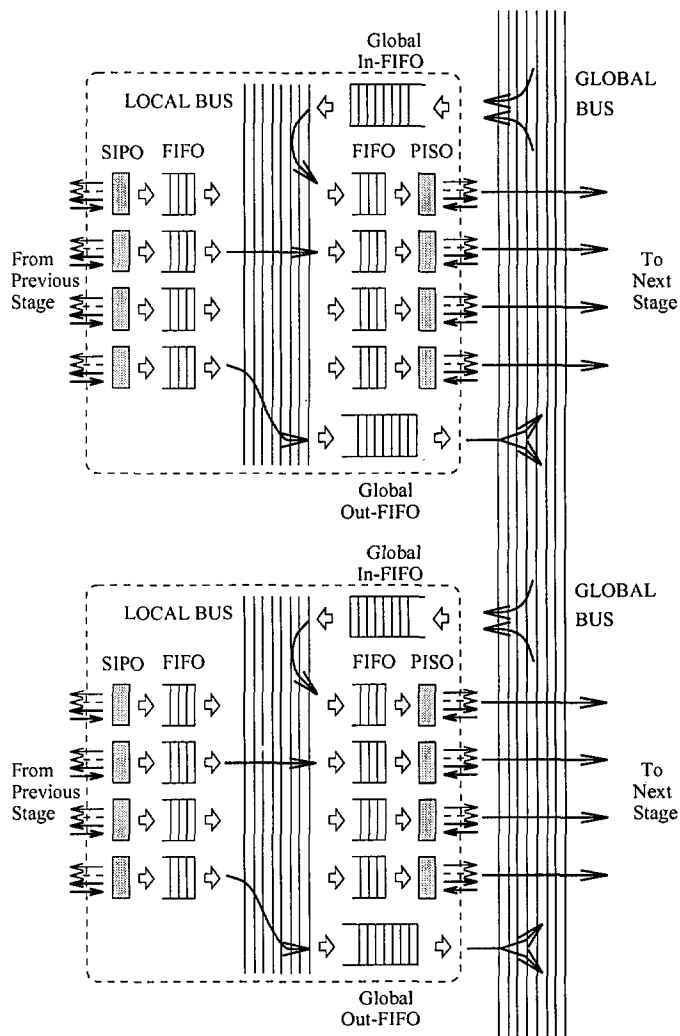 Global
In-FIFO
GLOBAL
BUS
LOCAL BUS
SIPO FIFO
FIFO PISO
From
Previous
Stage
To
Next
Stage
Global
Out-FIFO
Global
In-FIFO
GLOBAL
BUS
LOCAL BUS
SIPO FIFO
FIFO PISO
From
Previous
Stage
To
Next
Stage
Global
Out-FIFO